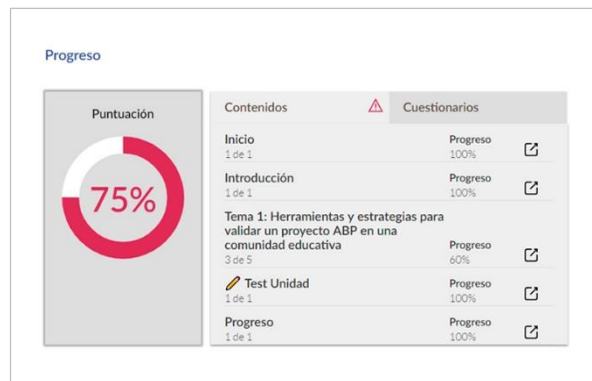 Progreso
Puntuación
75%
Contenidos
Cuestionarios
Inicio
Progreso
1 de 1
100%
Introducción
Progreso
1 de 1
100%
Tema 1: Herramientas y estrategias para
validar un proyecto ABP en una
comunidad educativa
Progreso
3 de 5
60%
Test Unidad
Progreso
1 de 1
100%
Progreso
Progreso
1 de 1
100%